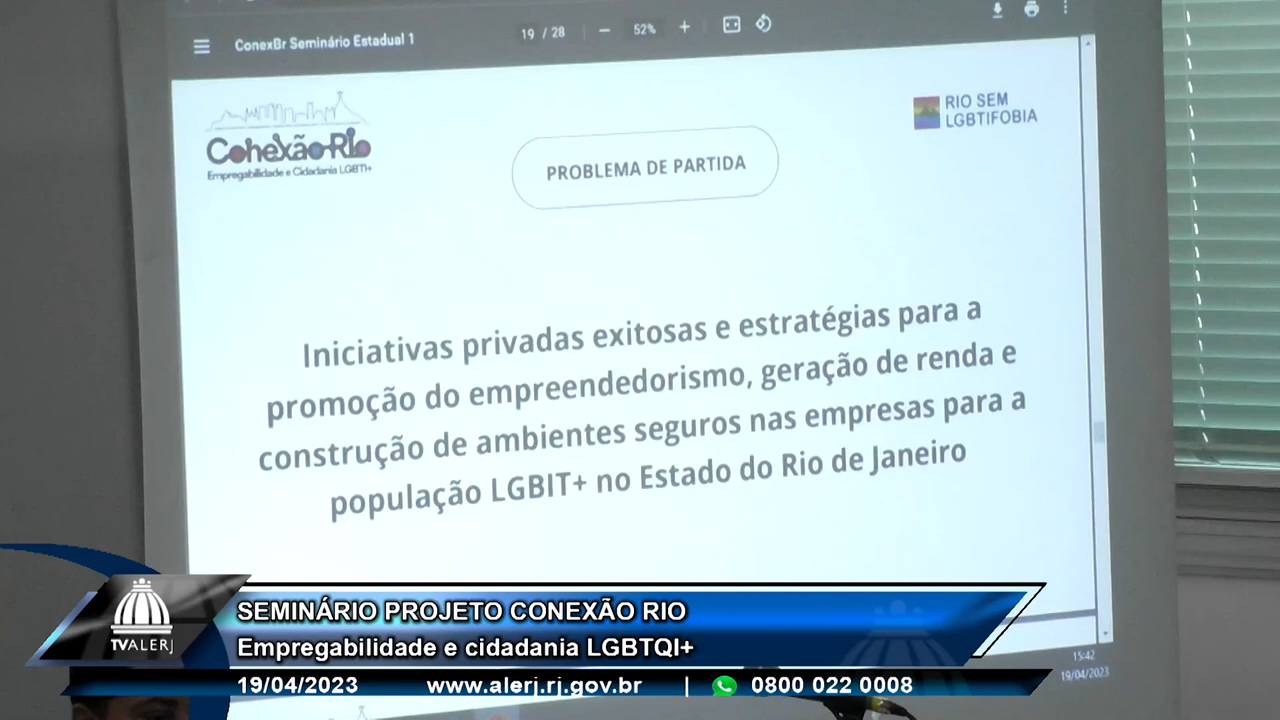 ConexBr Seminário Estadual 1
19 / 28
52%
Conexão Rio
Empregabilidade e Cidadania LGBTI+
RIO SEM
LGBTIFOBIA
PROBLEMA DE PARTIDA
Iniciativas privadas exitosas e estratégias para a
promoção do empreendedorismo, geração de renda e
construção de ambientes seguros nas empresas para a
população LGBIT+ no Estado do Rio de Janeiro
15:42
19/04/2023
TVALERJ
SEMINÁRIO PROJETO CONEXÃO RIO
Empregabilidade e cidadania LGBTQI+
19/04/2023 www.alerj.rj.gov.br | 0800 022 0008